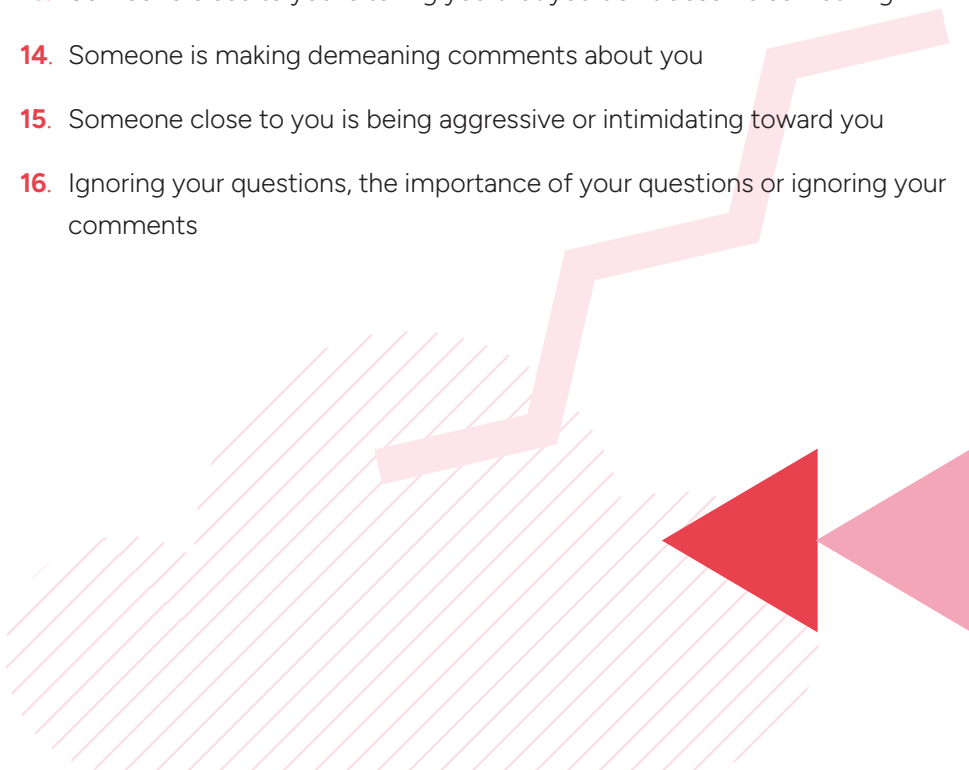 14. Someone is making demeaning comments about you
15. Someone close to you is being aggressive or intimidating toward you
16. Ignoring your questions, the importance of your questions or ignoring your
comments